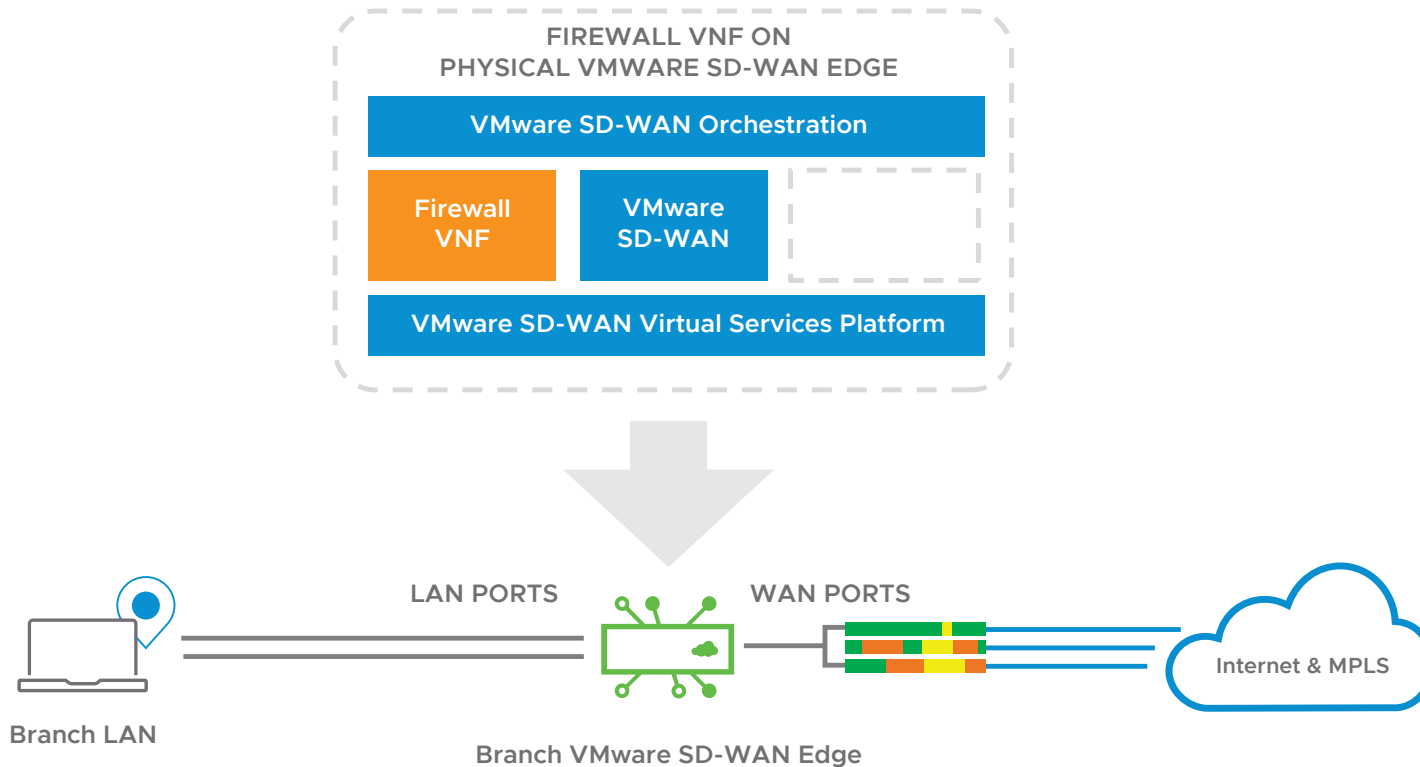 FIREWALL VNF ON
PHYSICAL VMWARE SD-WAN EDGE
VMware SD-WAN Orchestration
Firewall
VNF
VMware
SD-WAN
VMware SD-WAN Virtual Services Platform
LAN PORTS
WAN PORTS
Internet & MPLS
Branch LAN
Branch VMware SD-WAN Edge